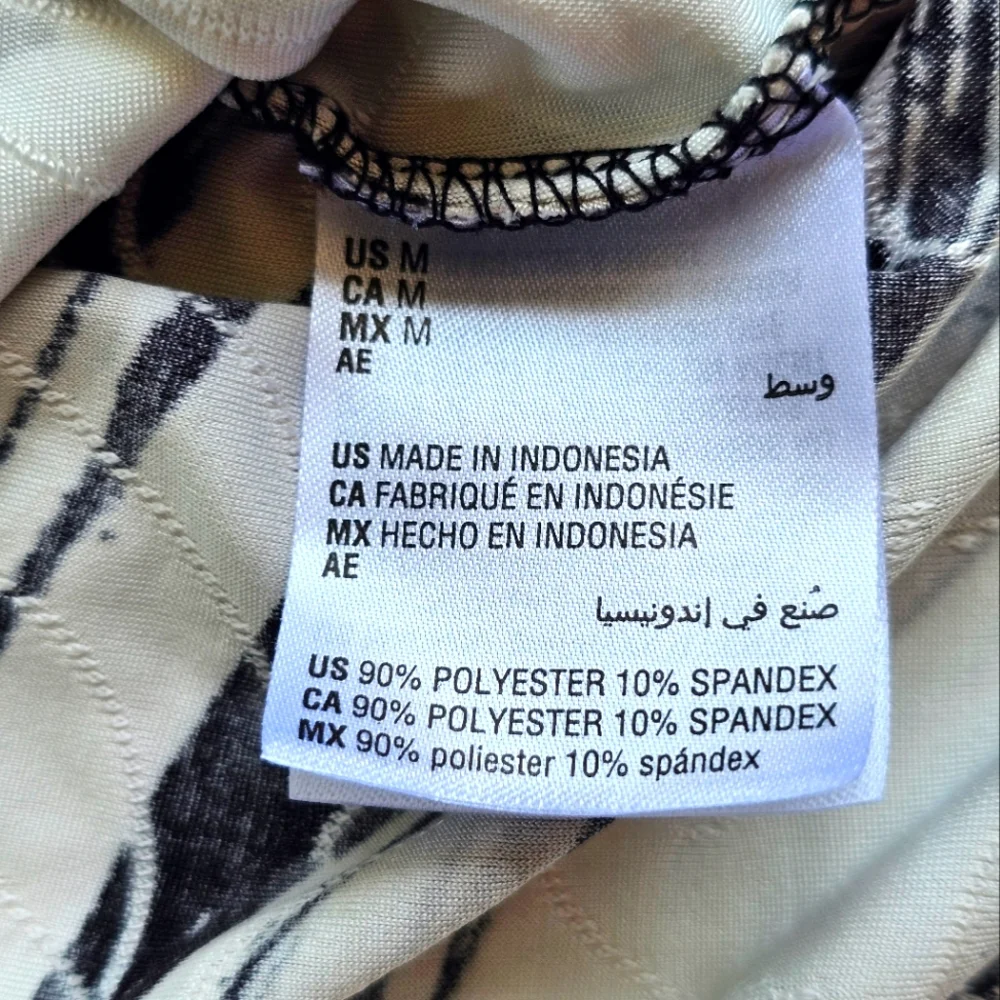 US M
CA M
MX M
AE
وسط
US MADE IN INDONESIA
CA FABRIQUÉ EN INDONÉSIE
MX HECHO EN INDONESIA
AE
صُنع في إندونيسيا
US 90% POLYESTER 10% SPANDEX
CA 90% POLYESTER 10% SPANDEX
MX 90% poliester 10% spándex